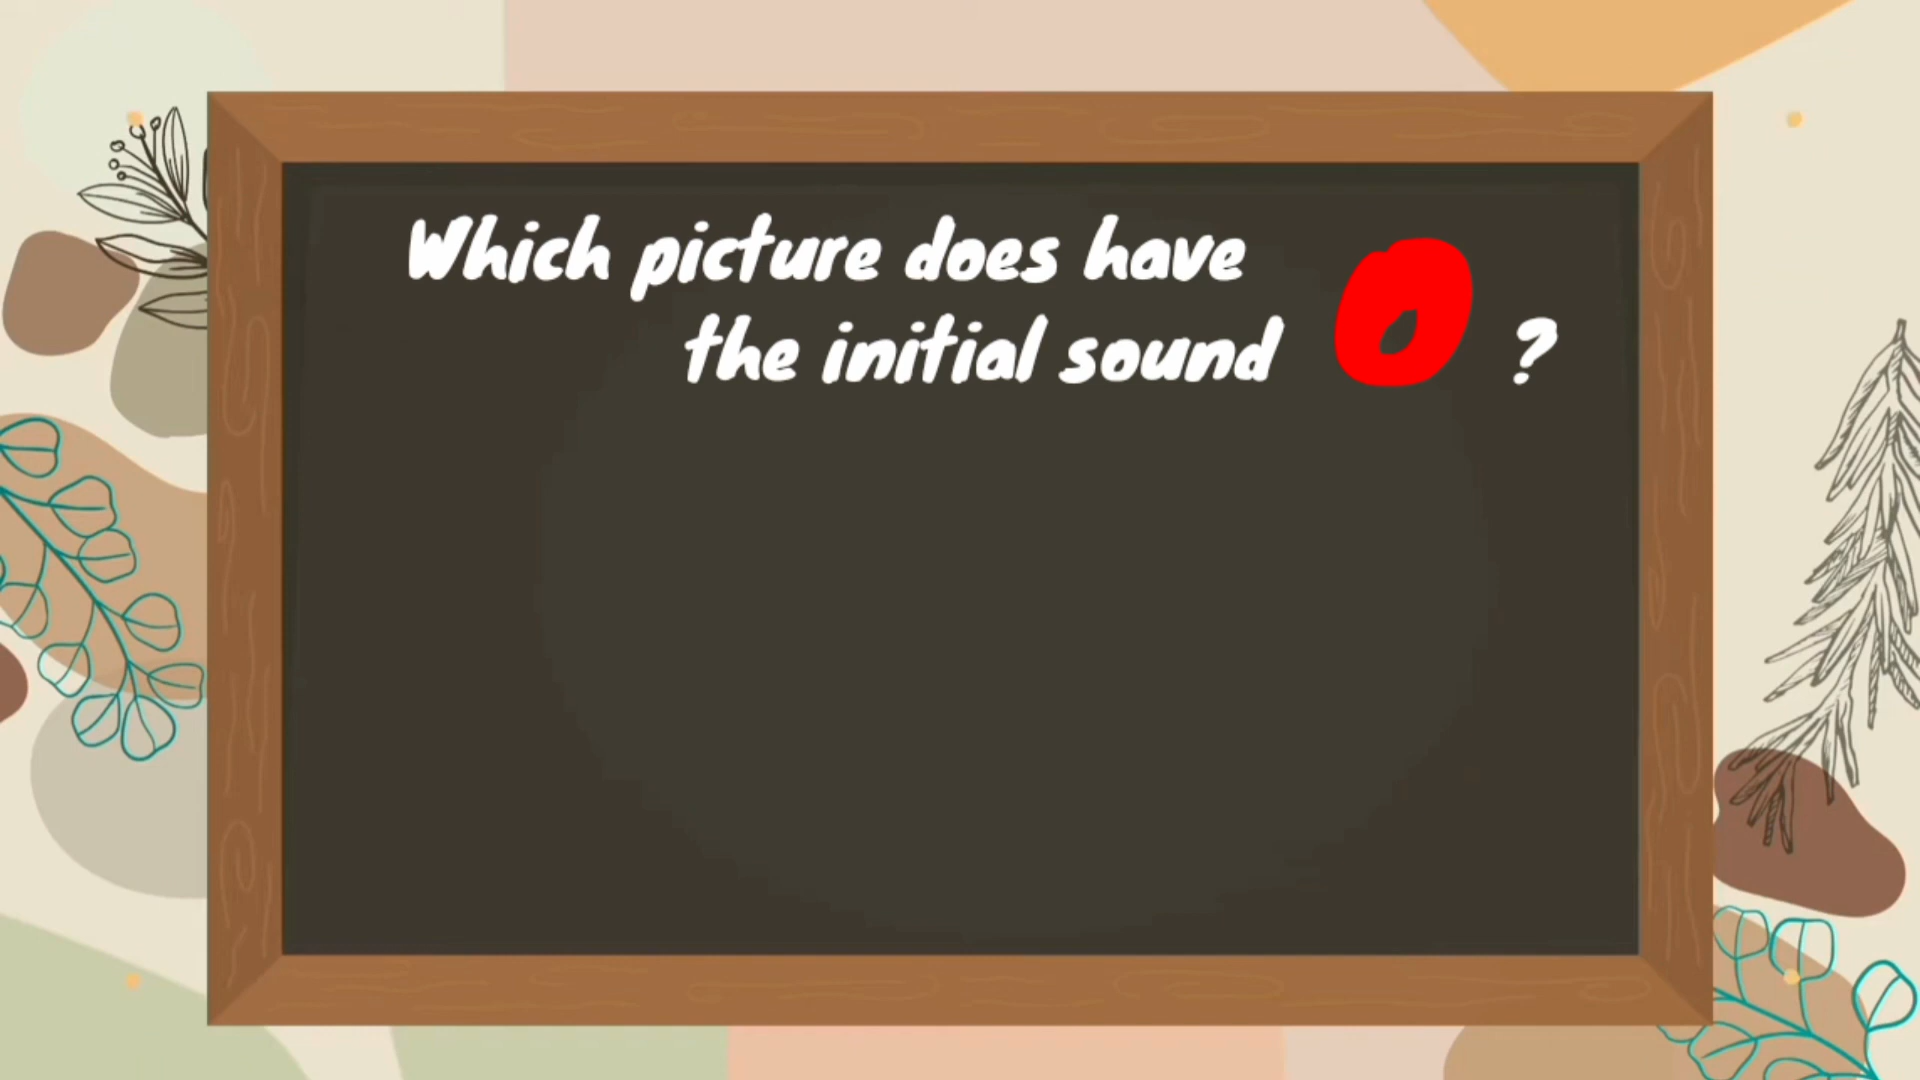 Which picture does have
the initial sound o ?